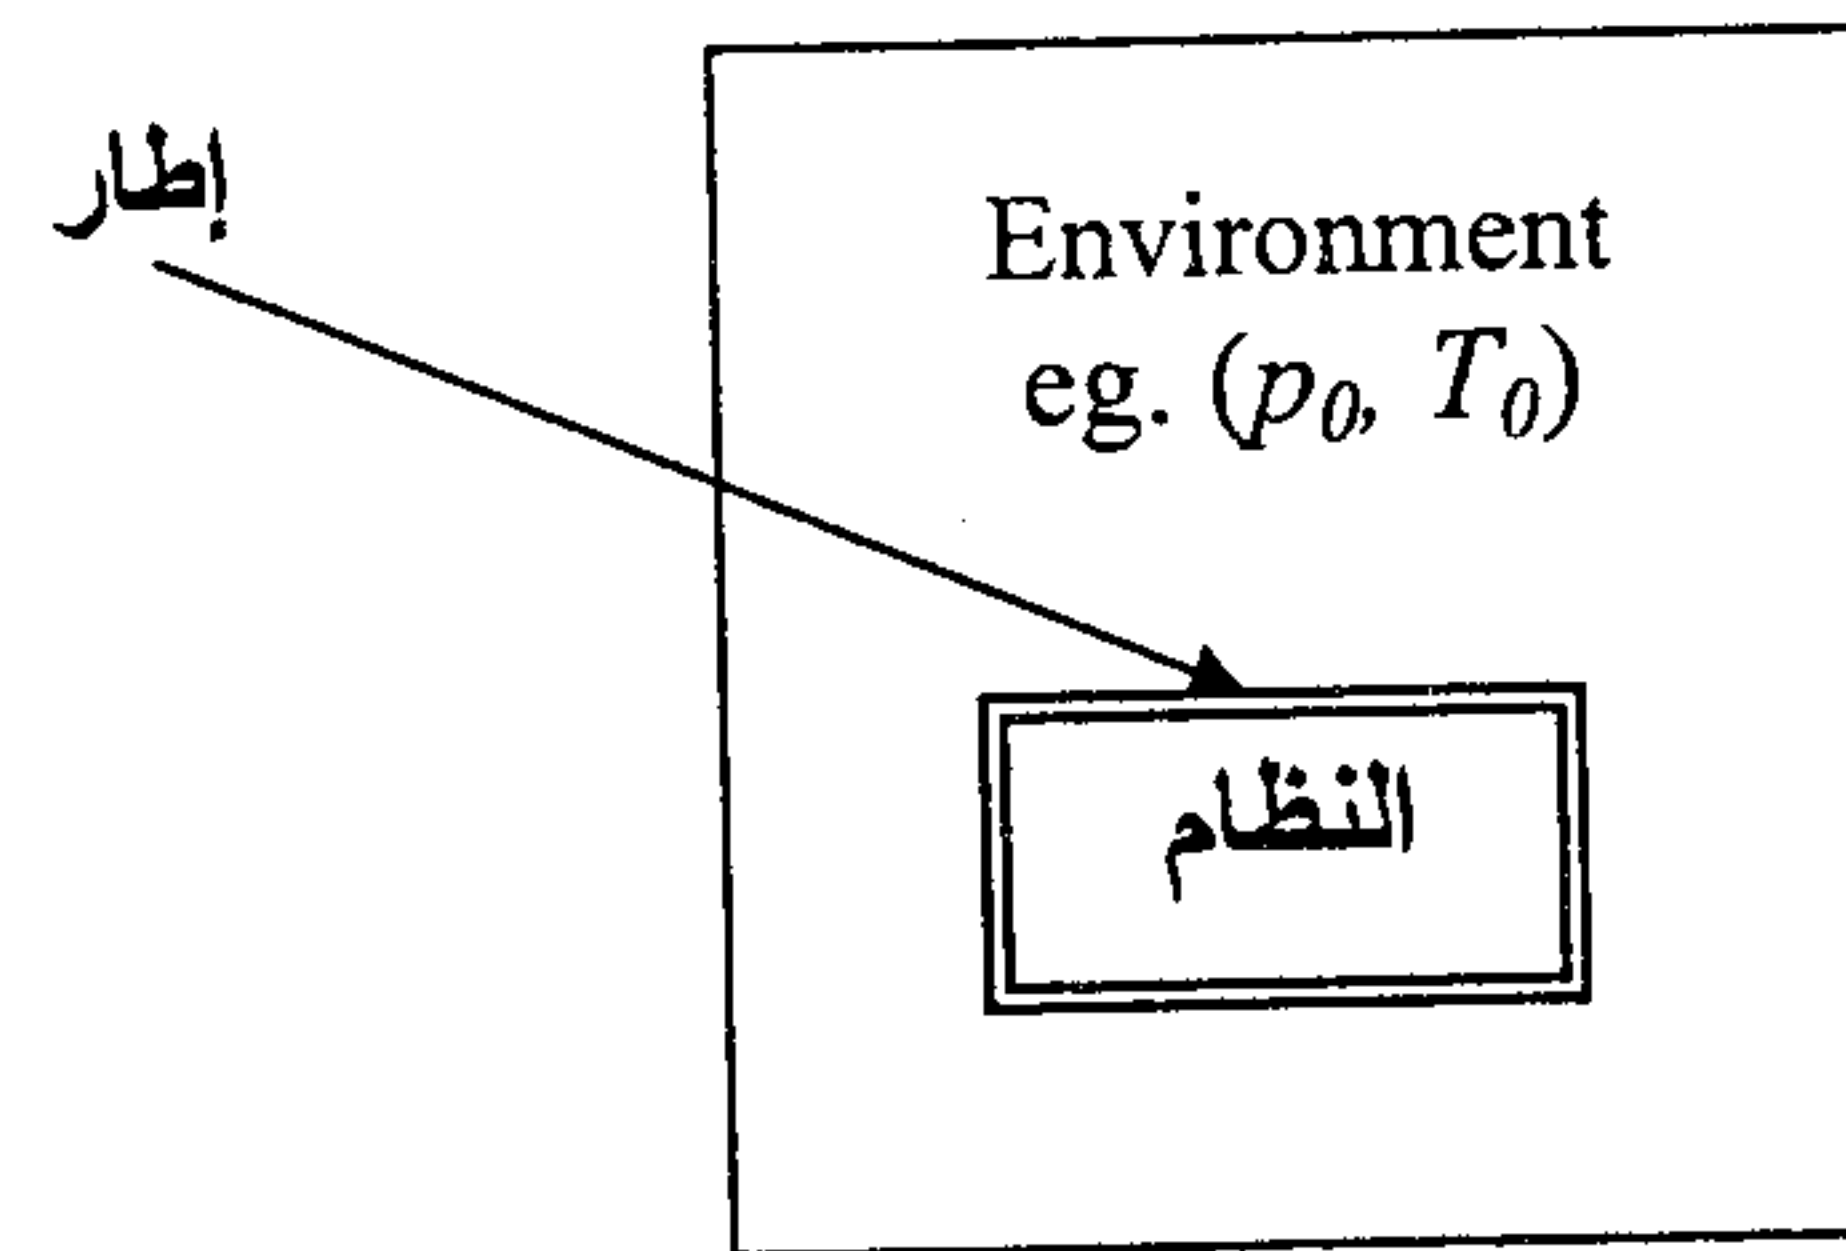 إطار
Environment
eg. (p0, T0)
النظام